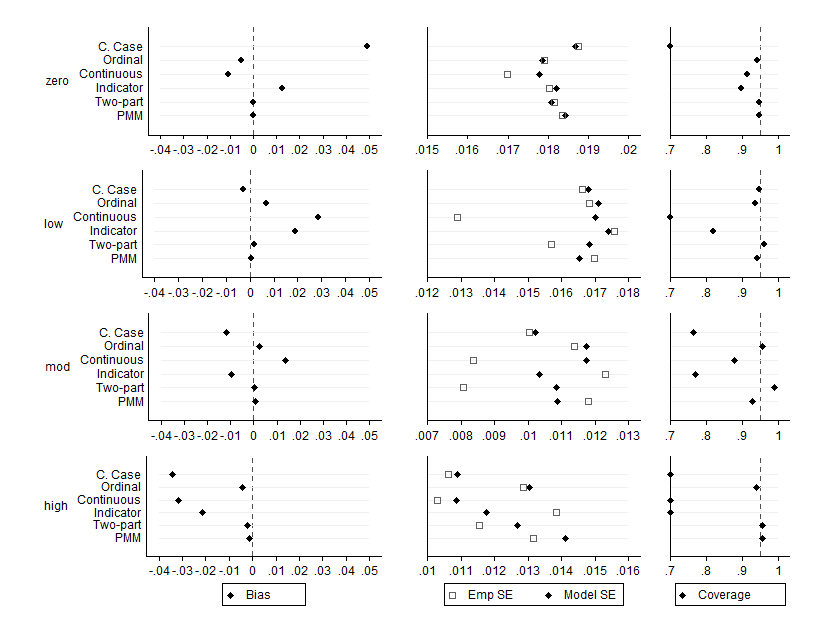 C. Case
Ordinal
Continuous
zero
Indicator
Two-part
PMM
-.04 -.03 -.02 -.01 0 .01 .02 .03 .04 .05
.015 .016 .017 .018 .019 .02
.7 .8 .9 1
C. Case
Ordinal
low Continuous
Indicator
Two-part
PMM
-.04 -.03 -.02 -.01 0 .01 .02 .03 .04 .05
.012 .013 .014 .015 .016 .017 .018
.7 .8 .9 1
C. Case
Ordinal
Continuous
mod
Indicator
Two-part
PMM
-.04 -.03 -.02 -.01 0 .01 .02 .03 .04 .05
.007 .008 .009 .01 .011 .012 .013
.7 .8 .9 1
C. Case
Ordinal
Continuous
high
Indicator
Two-part
PMM
-.04 -.03 -.02 -.01 0 .01 .02 .03 .04 .05
.01 .011 .012 .013 .014 .015 .016
.7 .8 .9 1
Bias
Emp SE Model SE
Coverage